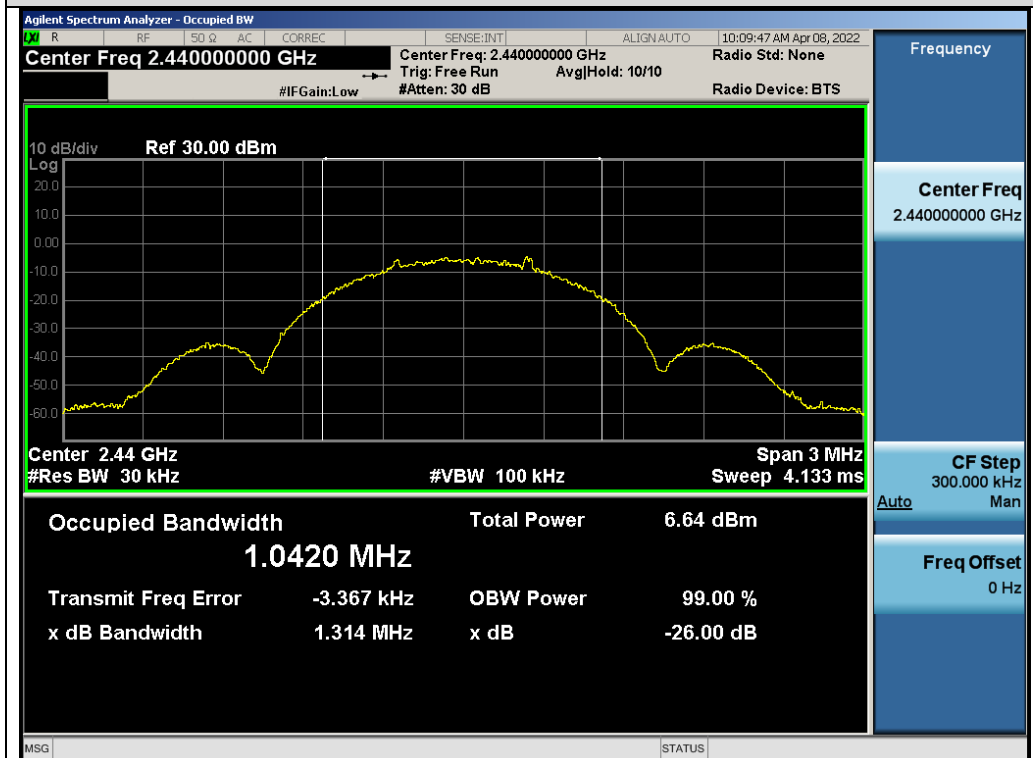 Agilent Spectrum Analyzer - Occupied BW
LXI R RF 50 Ω AC CORREC SENSE:INT ALIGN AUTO 10:09:47 AM Apr 08, 2022
Center Freq 2.440000000 GHz
Center Freq: 2.440000000 GHz
Radio Std: None
Trig: Free Run Avg|Hold: 10/10
#IFGain:Low
#Atten: 30 dB
Radio Device: BTS
10 dB/div Ref 30.00 dBm
Log
20.0
10.0
0.00
-10.0
-20.0
-30.0
-40.0
-50.0
-60.0
Center 2.44 GHz Span 3 MHz
#Res BW 30 kHz #VBW 100 kHz Sweep 4.133 ms
Occupied Bandwidth Total Power 6.64 dBm
1.0420 MHz
Transmit Freq Error -3.367 kHz OBW Power 99.00 %
x dB Bandwidth 1.314 MHz x dB -26.00 dB
MSG STATUS
Frequency
Center Freq
2.440000000 GHz
CF Step
300.000 kHz
Auto Man
Freq Offset
0 Hz